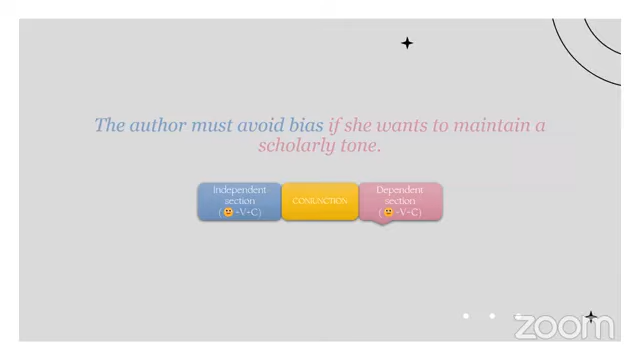 The author must avoid bias if she wants to maintain a
scholarly tone.
Independent
section
( 🙂 +V+C)
CONJUNCTION
Dependent
section
( 🙁 +V+C)
zoom